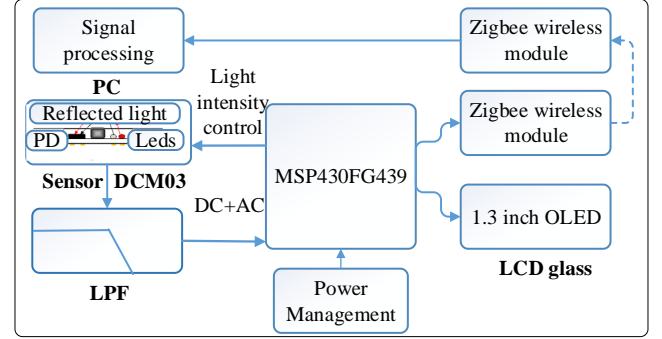 Signal
processing
PC
Zigbee wireless
module
Reflected light
PD
Leds
Sensor DCM03
Light
intensity
control
MSP430FG439
Zigbee wireless
module
DC+AC
1.3 inch OLED
LCD glass
LPF
Power
Management